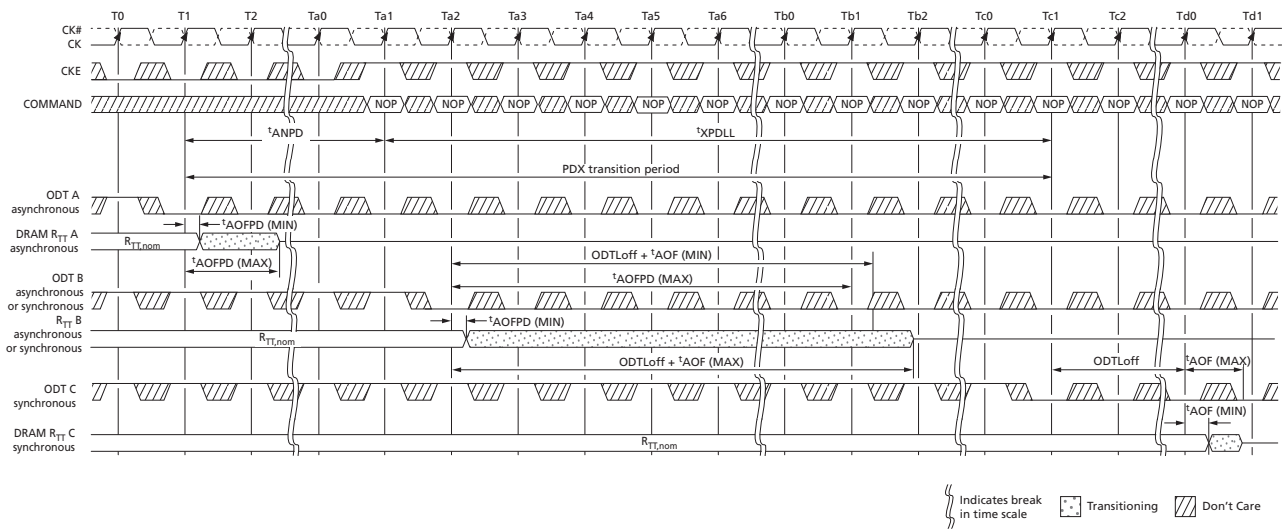 T0 T1 T2 Ta0 Ta1 Ta2 Ta3 Ta4 Ta5 Ta6 Tb0 Tb1 Tb2 Tc0 Tc1 Tc2 Td0 Td1
CK#
CK
CKE
COMMAND NOP NOP NOP NOP NOP NOP NOP NOP NOP NOP NOP NOP NOP NOP
tANPD tXPDLL
PDX transition period
ODT A
asynchronous
tAOFPD (MIN)
DRAM RTT A
asynchronous
RTT,nom
tAOFPD (MAX)
ODTLoff + tAOF (MIN)
tAOFPD (MAX)
ODT B
asynchronous
or synchronous
tAOFPD (MIN)
RTT B
asynchronous
or synchronous
RTT,nom
ODTLoff + tAOF (MAX)
ODTLoff tAOF (MAX)
ODT C
synchronous
tAOF (MIN)
DRAM RTT C
synchronous
RTT,nom
Indicates break
in time scale
Transitioning
Don't Care